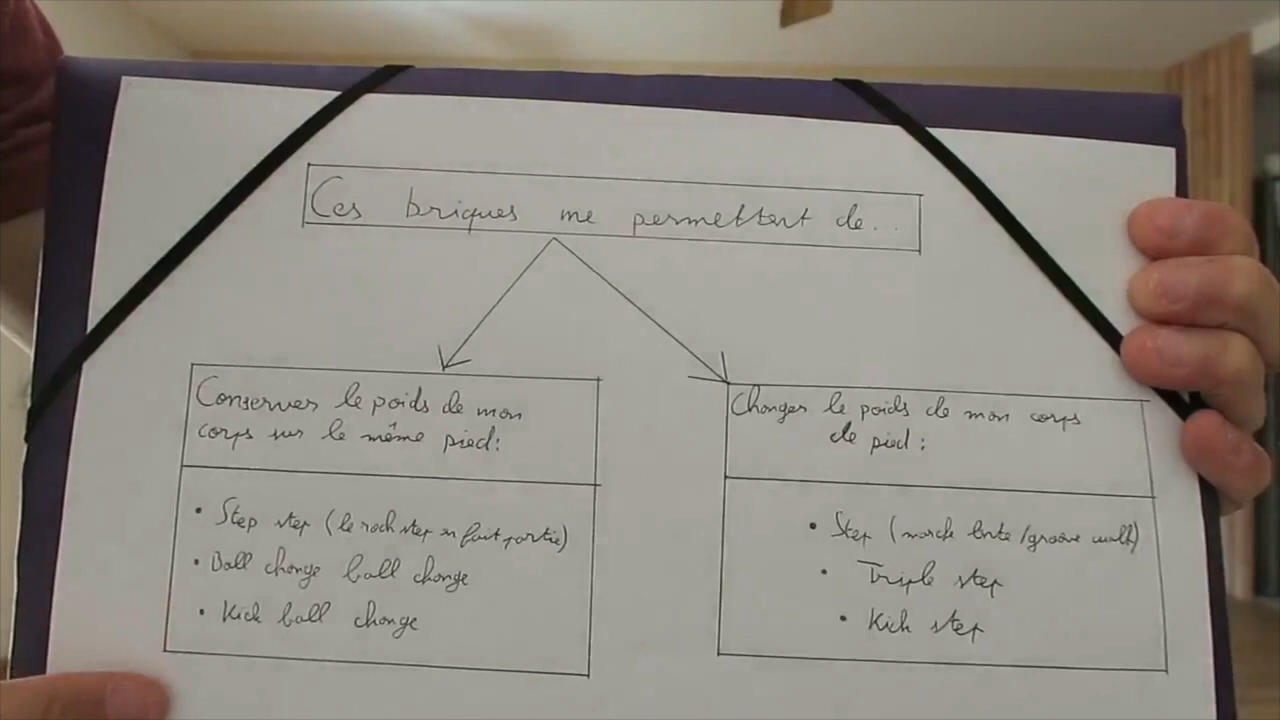 Ces briques me permettent de...
Conserver le poids de mon
corps sur le même pied:
• Step step (le rock step en fait partie)
• Ball change ball change
• Kick ball change
Changer le poids de mon corps
de pied :
• Step (marche lente /groove walk)
• Triple step
• Kick step